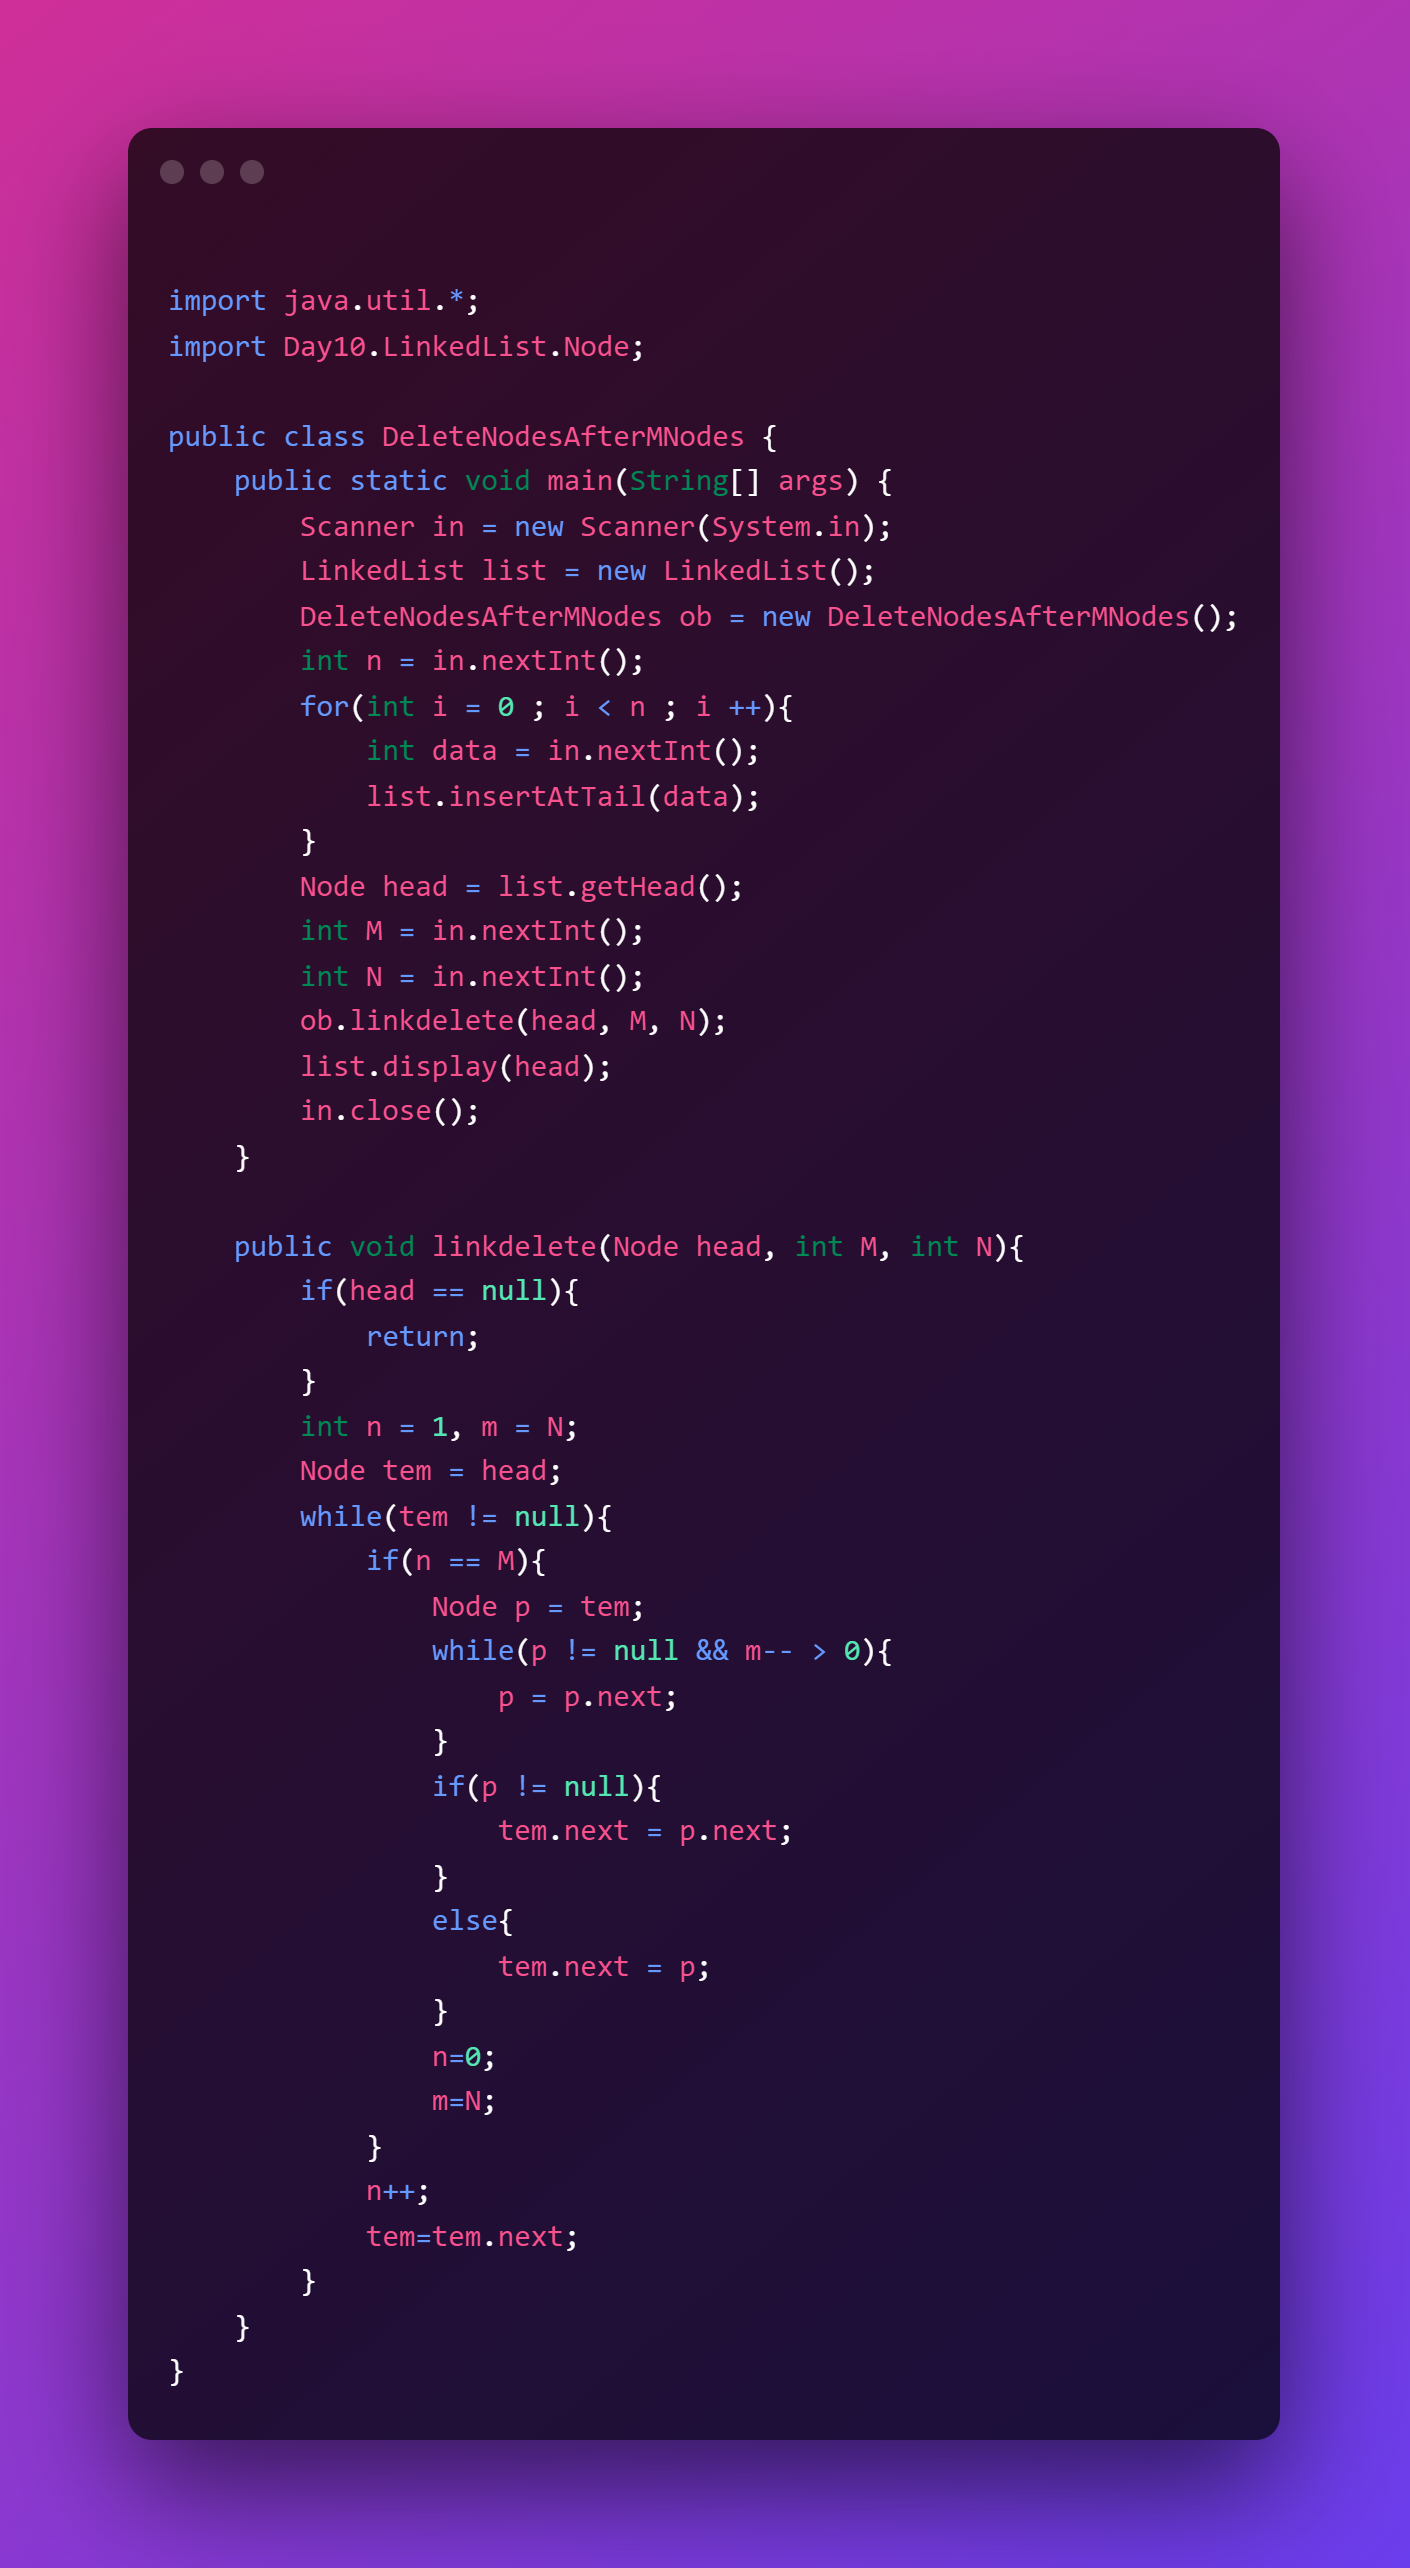 import java.util.*;
import Day10.LinkedList.Node;
public class DeleteNodesAfterMNodes {
    public static void main(String[] args) {
        Scanner in = new Scanner(System.in);
        LinkedList list = new LinkedList();
        DeleteNodesAfterMNodes ob = new DeleteNodesAfterMNodes();
        int n = in.nextInt();
        for(int i = 0 ; i < n ; i ++){
            int data = in.nextInt();
            list.insertAtTail(data);
        }
        Node head = list.getHead();
        int M = in.nextInt();
        int N = in.nextInt();
        ob.linkdelete(head, M, N);
        list.display(head);
        in.close();
    }
    public void linkdelete(Node head, int M, int N){
        if(head == null){
            return;
        }
        int n = 1, m = N;
        Node tem = head;
        while(tem != null){
            if(n == M){
                Node p = tem;
                while(p != null && m-- > 0){
                    p = p.next;
                }
                if(p != null){
                    tem.next = p.next;
                }
                else{
                    tem.next = p;
                }
                n=0;
                m=N;
            }
            n++;
            tem=tem.next;
        }
    }
}